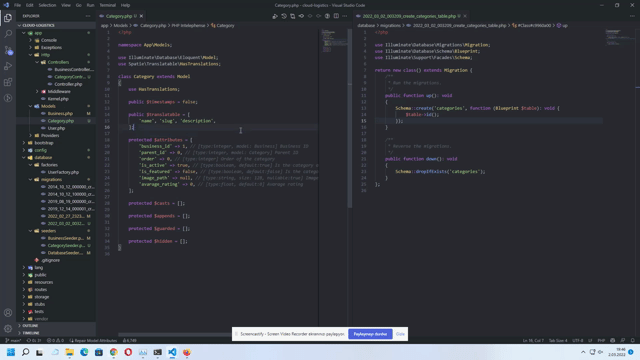 File Edit Selection View Go Run Terminal Help
Category.php - cloud-logistics - Visual Studio Code
EXPLORER
CLOUD-LOGISTICS
app
Console
Exceptions
Http
Controllers
BusinessController...
CategoryContr...
Controller.php
Middleware
Kernel.php
Models
Business.php M
Category.php
User.php
Providers
bootstrap
config
database
factories
UserFactory.php
migrations
2014_10_12_000000_cr...
2014_10_12_100000_cr...
2019_08_19_000000_cr...
2019_12_14_000001_cr...
2022_02_27_2323...
2022_03_02_0032...
seeders
BusinessSeeder.p... M
CategorySeeder.p...
DatabaseSeeder... M
.gitignore
lang
public
resources
routes
storage
stubs
tests
vendor
OUTLINE
TIMELINE
Category.php U
app > Models > Category.php > PHP Intelephense > Category
<?php
namespace App\Models;
use Illuminate\Database\Eloquent\Model;
use Spatie\Translatable\HasTranslations;
class Category extends Model
{
use HasTranslations;
public $timestamps = false;
public $translatable = [
'name', 'slug', 'description',
];
protected $attributes = [
'business_id' => 5, // [type:integer, model: Business] Business ID
'parent_id' => 0, // [type:integer, model: Category] Parent ID
'order' => 0, // [type:integer] Order of the category
'is_active' => true, // [type:boolean, default:true] Is the category
'is_featured' => false, // [type:boolean, default:false] Is the catego
'image_path' => null, // [type:string, size: 128, nullable:true] Image
'avarage_rating' => 0, // [type:float, default:0] Average rating
];
protected $casts = [];
protected $appends = [];
protected $guarded = [];
protected $hidden = [];
}
2022_03_02_003209_create_categories_table.php U
database > migrations > 2022_03_02_003209_create_categories_table.php > up
<?php
use Illuminate\Database\Migrations\Migration;
use Illuminate\Database\Schema\Blueprint;
use Illuminate\Support\Facades\Schema;
return new class() extends Migration {
/**
* Run the migrations.
*/
public function up(): void
{
Schema::create('categories', function (Blueprint $table): void {
$table->id();
});
}
/**
* Reverse the migrations.
*/
public function down(): void
{
Schema::dropIfExists('categories');
}
};
Screencastify - Screen Video Recorder ekranınızı paylaşıyor.
Paylaşmayı durdur
Gizle
main*
Repair Model Attributes
Tab Size: 4
UTF-8
LF
PHP
19:46
2.03.2022